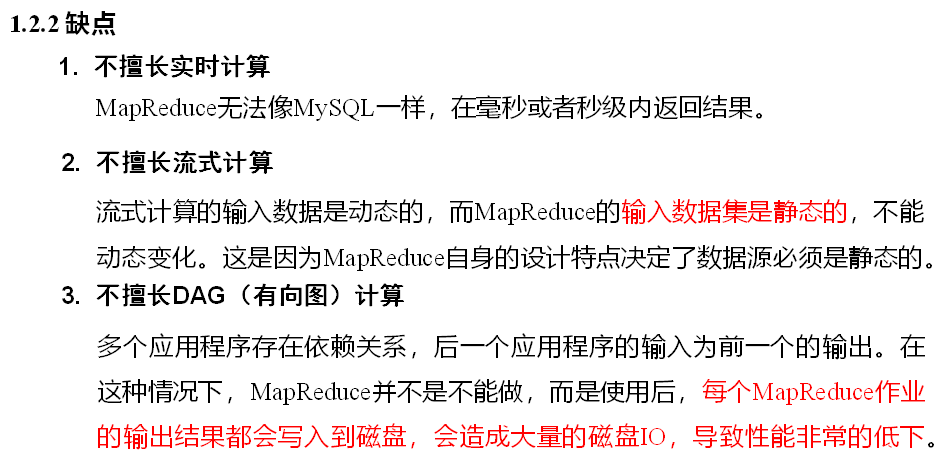 1.2.2 缺点
1. 不擅长实时计算
MapReduce无法像MySQL一样，在毫秒或者秒级内返回结果。
2. 不擅长流式计算
流式计算的输入数据是动态的，而MapReduce的输入数据集是静态的，不能
动态变化。这是因为MapReduce自身的设计特点决定了数据源必须是静态的。
3. 不擅长DAG（有向图）计算
多个应用程序存在依赖关系，后一个应用程序的输入为前一个的输出。在
这种情况下，MapReduce并不是不能做，而是使用后，每个MapReduce作业
的输出结果都会写入到磁盘，会造成大量的磁盘IO，导致性能非常的低下。